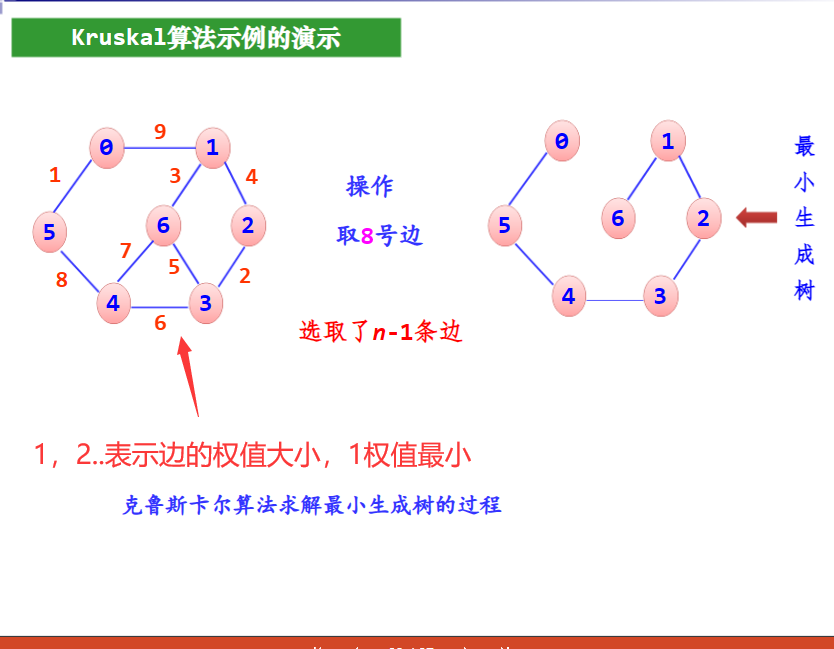 Kruskal算法示例的演示
9
0
1
1
3
4
5
6
2
7
5
2
8
4
3
6
操作
取8号边
选取了n-1条边
0
1
5
6
2
4
3
最
小
生
成
树
1，2..表示边的权值大小，1权值最小
克鲁斯卡尔算法求解最小生成树的过程